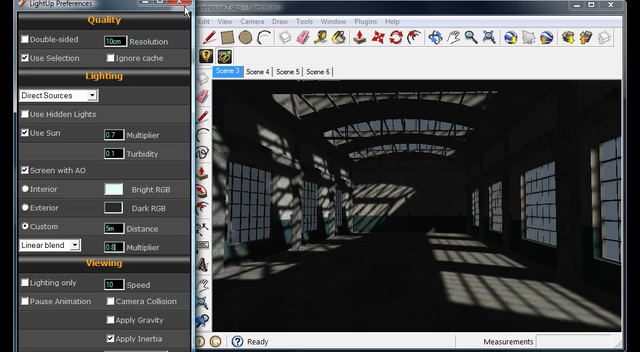 LightUp Preferences
Quality
Double-sided 10cm Resolution
Use Selection Ignore cache
Lighting
Direct Sources
Use Hidden Lights
Use Sun 0.7 Multiplier
0.1 Turbidity
Screen with AO
Interior Bright RGB
Exterior Dark RGB
Custom 5m Distance
Linear blend 0.8 Multiplier
Viewing
Lighting only 10 Speed
Pause Animation Camera Collision
Apply Gravity
Apply Inertia
Edit View Camera Draw Tools Window Plugins Help
Scene 3 Scene 4 Scene 5 Scene 6
Ready Measurements